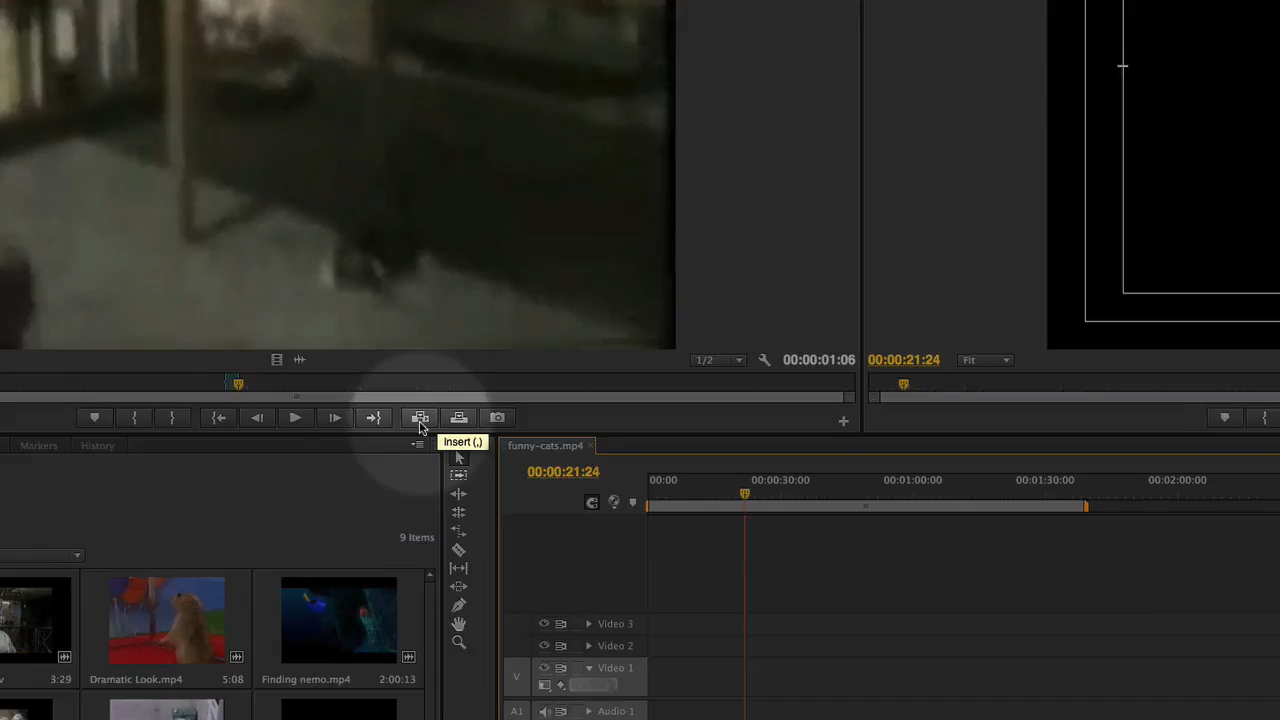 1/2
00:00:01:06
00:00:21:24
Fit
Insert (,)
Markers
History
9 Items
v
3:29
Dramatic Look.mp4
5:08
Finding nemo.mp4
2:00:13
funny-cats.mp4 ×
00:00:21:24
00:00
00:00:30:00
00:01:00:00
00:01:30:00
00:02:00:00
Video 3
Video 2
V
Video 1
A1
Audio 1